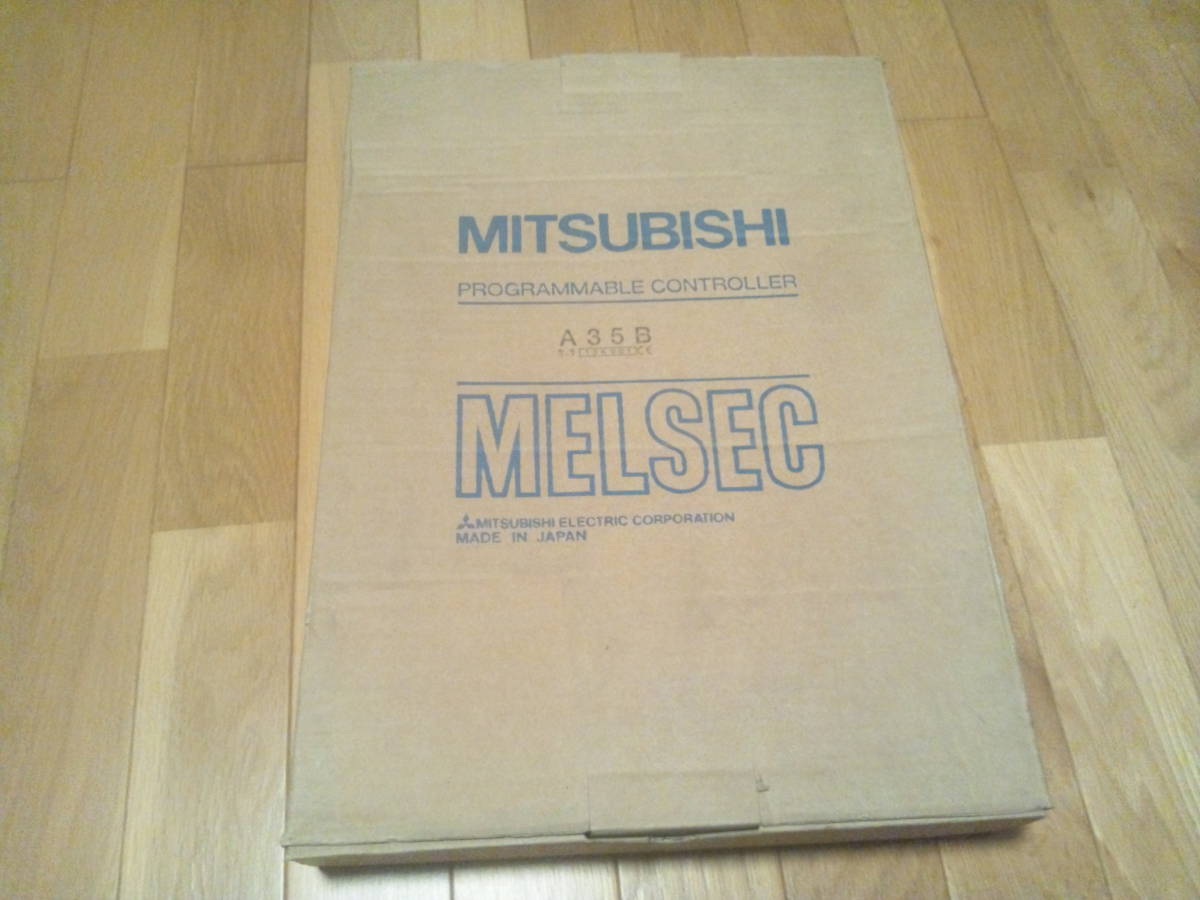 MITSUBISHI
PROGRAMMABLE CONTROLLER
A35B
MELSEC
MITSUBISHI ELECTRIC CORPORATION
MADE IN JAPAN